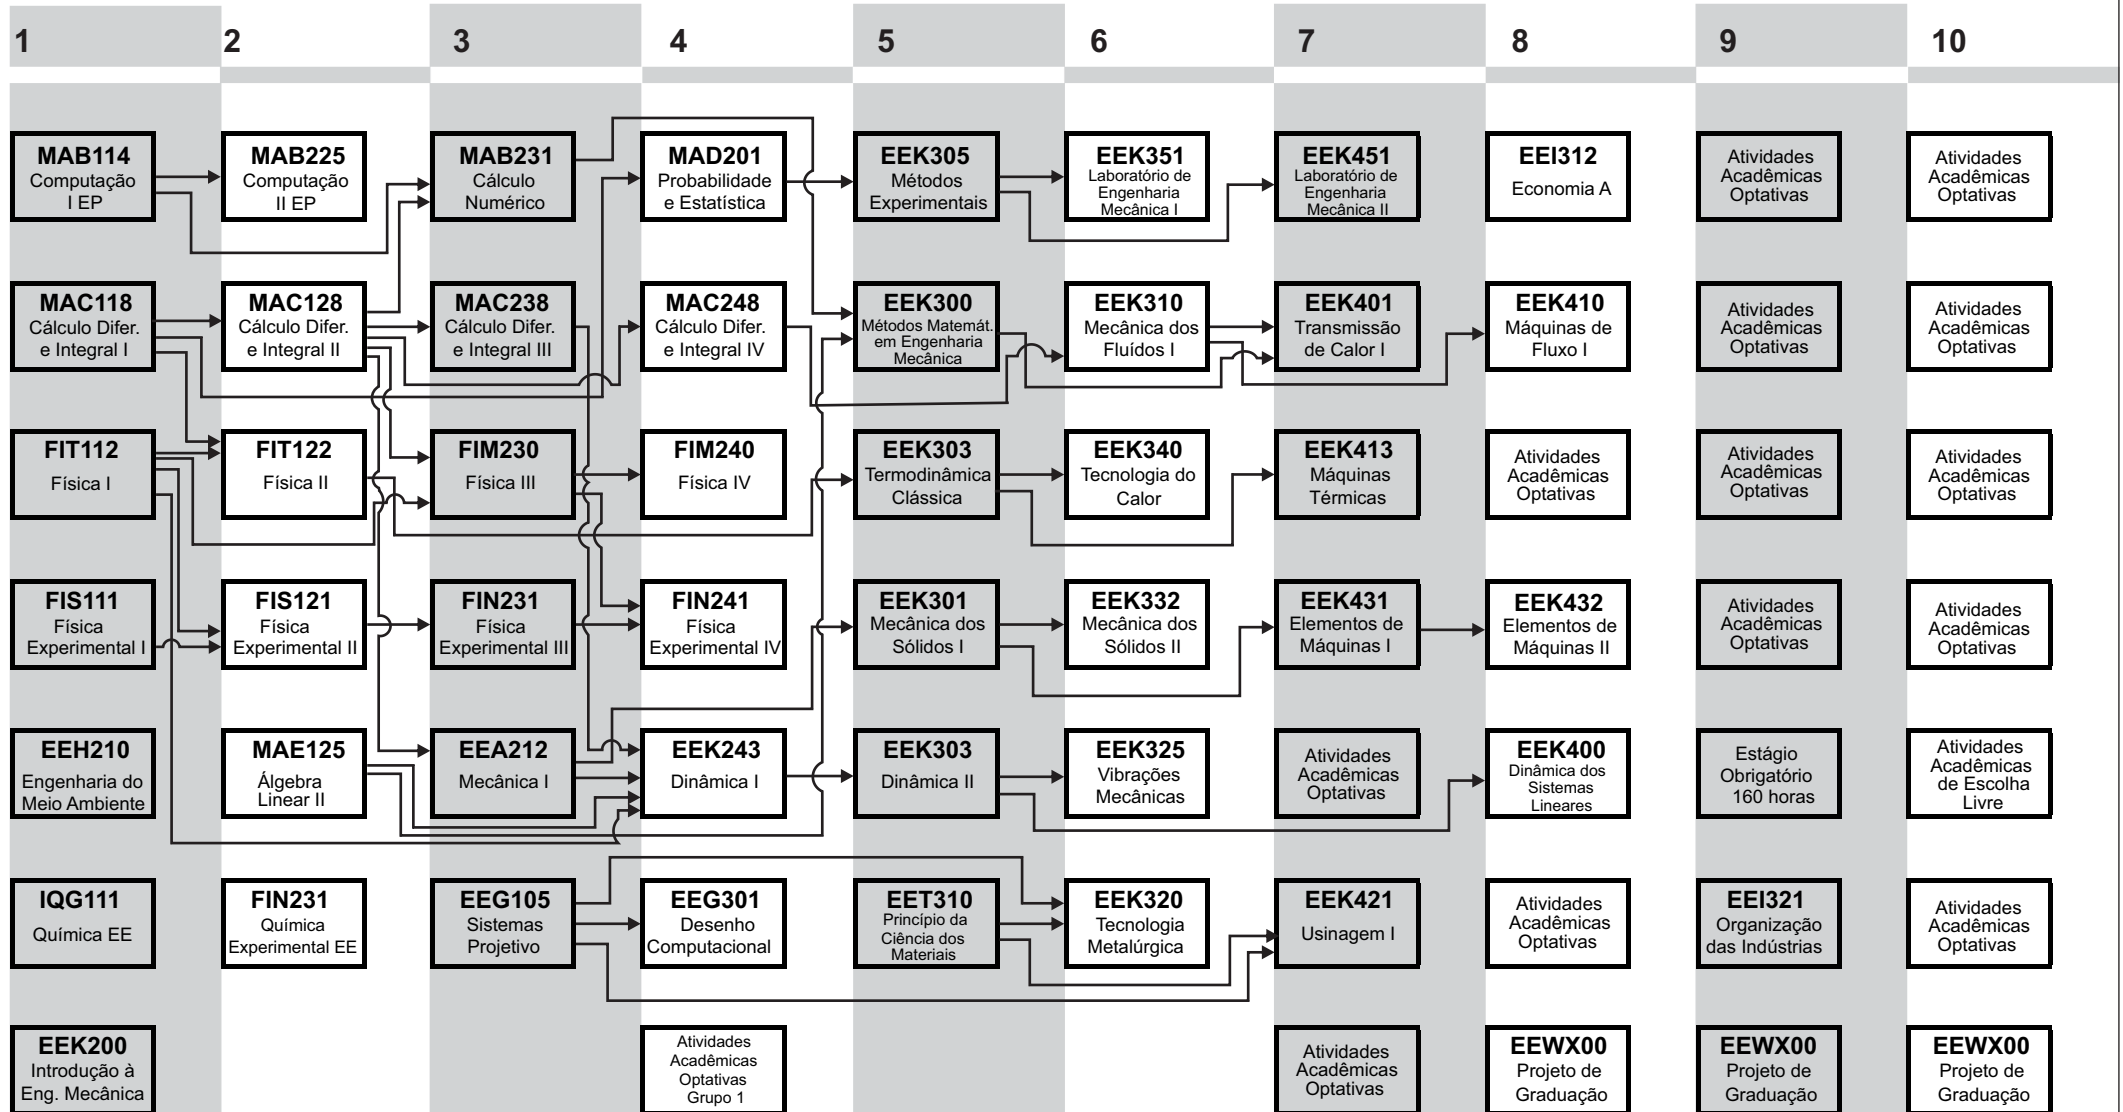 1
2
3
4
5
6
7
8
9
10
MAB114
Computação
I EP
MAB225
Computação
II EP
MAB231
Cálculo
Numérico
MAD201
Probabilidade
e Estatística
EEK305
Métodos
Experimentais
EEK351
Laboratório de
Engenharia
Mecânica I
EEK451
Laboratório de
Engenharia
Mecânica II
EEI312
Economia A
Atividades
Acadêmicas
Optativas
Atividades
Acadêmicas
Optativas
MAC118
Cálculo Difer.
e Integral I
MAC128
Cálculo Difer.
e Integral II
MAC238
Cálculo Difer.
e Integral III
MAC248
Cálculo Difer.
e Integral IV
EEK300
Métodos Matemát.
em Engenharia
Mecânica
EEK310
Mecânica dos
Fluídos I
EEK401
Transmissão
de Calor I
EEK410
Máquinas de
Fluxo I
Atividades
Acadêmicas
Optativas
Atividades
Acadêmicas
Optativas
FIT112
Física I
FIT122
Física II
FIM230
Física III
FIM240
Física IV
EEK303
Termodinâmica
Clássica
EEK340
Tecnologia do
Calor
EEK413
Máquinas
Térmicas
Atividades
Acadêmicas
Optativas
Atividades
Acadêmicas
Optativas
Atividades
Acadêmicas
Optativas
FIS111
Física
Experimental I
FIS121
Física
Experimental II
FIN231
Física
Experimental III
FIN241
Física
Experimental IV
EEK301
Mecânica dos
Sólidos I
EEK332
Mecânica dos
Sólidos II
EEK431
Elementos de
Máquinas I
EEK432
Elementos de
Máquinas II
Atividades
Acadêmicas
Optativas
Atividades
Acadêmicas
Optativas
EEH210
Engenharia do
Meio Ambiente
MAE125
Álgebra
Linear II
EEA212
Mecânica I
EEK243
Dinâmica I
EEK303
Dinâmica II
EEK325
Vibrações
Mecânicas
Atividades
Acadêmicas
Optativas
EEK400
Dinâmica dos
Sistemas
Lineares
Estágio
Obrigatório
160 horas
Atividades
Acadêmicas
de Escolha
Livre
IQG111
Química EE
FIN231
Química
Experimental EE
EEG105
Sistemas
Projetivo
EEG301
Desenho
Computacional
EET310
Princípio da
Ciência dos
Materiais
EEK320
Tecnologia
Metalúrgica
EEK421
Usinagem I
Atividades
Acadêmicas
Optativas
EEI321
Organização
das Indústrias
Atividades
Acadêmicas
Optativas
EEK200
Introdução à
Eng. Mecânica
Atividades
Acadêmicas
Optativas
Grupo 1
Atividades
Acadêmicas
Optativas
EEWX00
Projeto de
Graduação
EEWX00
Projeto de
Graduação
EEWX00
Projeto de
Graduação